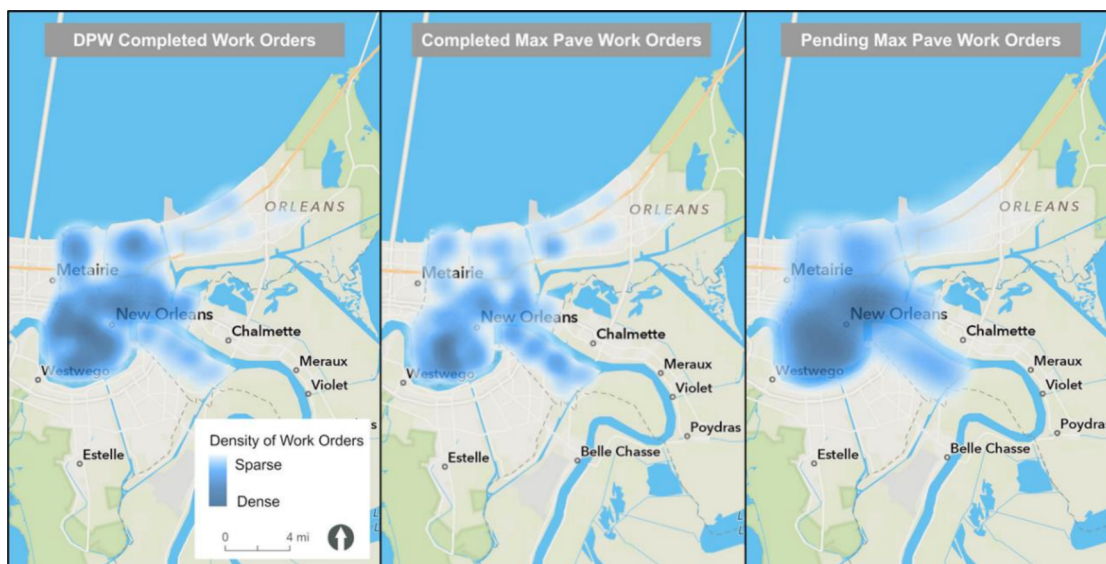 DPW Completed Work Orders
Completed Max Pave Work Orders
Pending Max Pave Work Orders
ORLEANS
Metairie
New Orleans
Chalmette
Meraux
Westwego
Violet
Estelle
Density of Work Orders
Sparse
Dense
0 4 mi
ORLEANS
Metairie
New Orleans
Chalmette
Meraux
Westwego
Violet
Poydras
Estelle
Belle Chasse
ORLEANS
Metairie
New Orleans
Chalmette
Meraux
Westwego
Violet
Poydras
Estelle
Belle Chasse